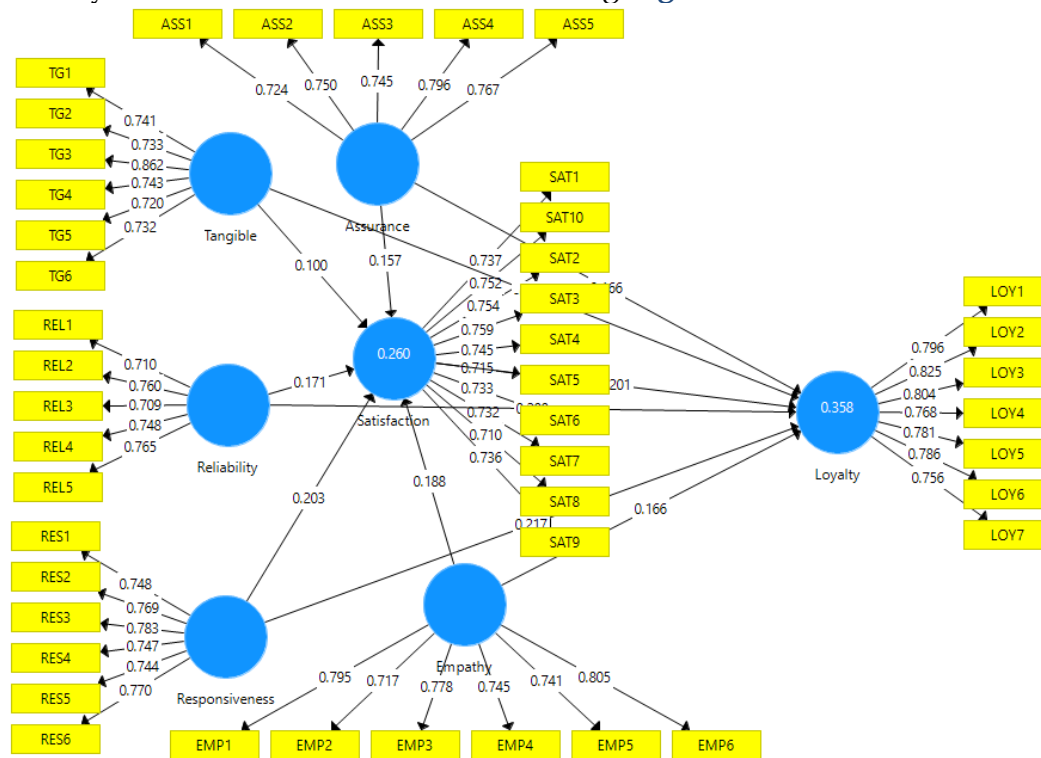 ASS1 ASS2 ASS3 ASS4 ASS5
0.724 0.750 0.745 0.796 0.767
TG1
TG2
TG3
TG4
TG5
TG6
0.741
0.733
0.862
0.743
0.720
0.732
Tangible
Assurance
0.100
0.157
SAT1
SAT10
SAT2
SAT3
SAT4
SAT5
SAT6
SAT7
SAT8
SAT9
0.737
0.752
0.754
0.759
0.745
0.715
0.733
0.732
0.710
0.736
0.260
Satisfaction
REL1
REL2
REL3
REL4
REL5
0.710
0.760
0.709
0.748
0.765
Reliability
0.171
0.203
0.188
0.217
0.166
LOY1
LOY2
LOY3
LOY4
LOY5
LOY6
LOY7
0.796
0.825
0.804
0.768
0.781
0.786
0.756
0.358
Loyalty
RES1
RES2
RES3
RES4
RES5
RES6
0.748
0.769
0.783
0.747
0.744
0.770
Responsiveness
Empathy
0.795 0.717 0.778 0.745 0.741 0.805
EMP1 EMP2 EMP3 EMP4 EMP5 EMP6